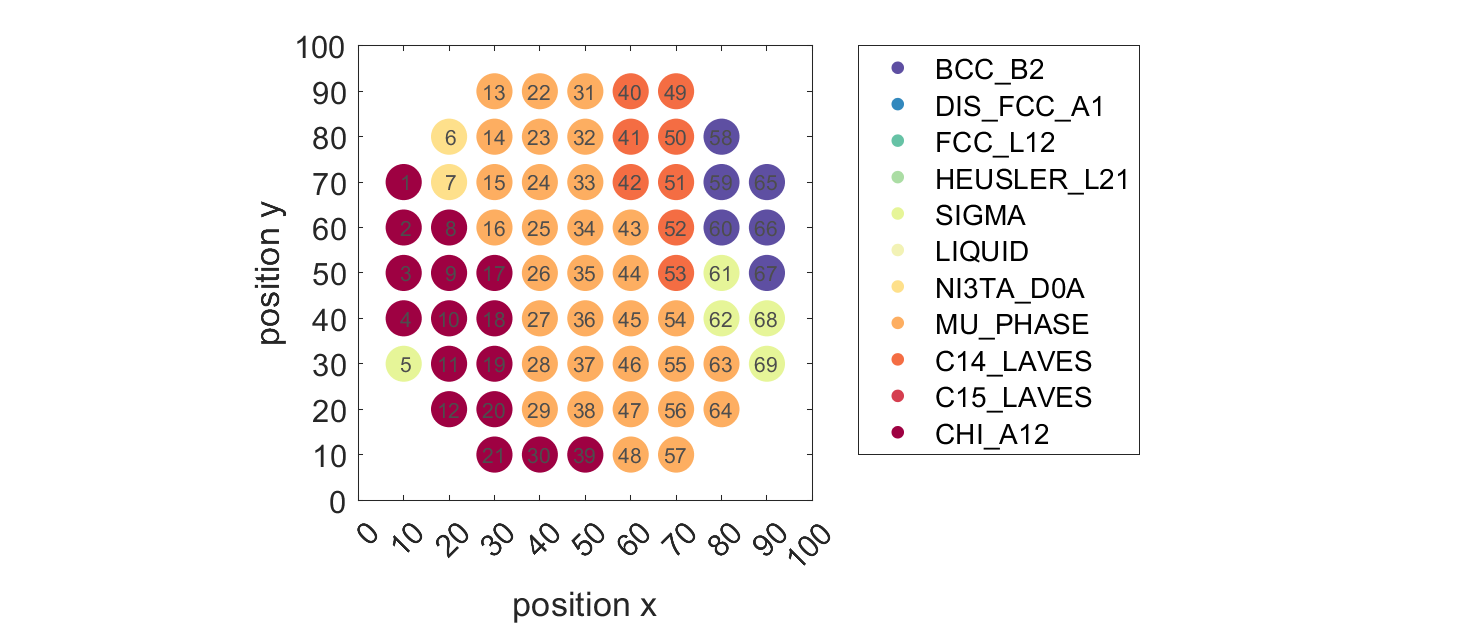 100
90
80
70
60
50
40
30
20
10
0
position y
13 22 31 40 49
6 14 23 32 41 50 58
1 7 15 24 33 42 51 59 65
2 8 16 25 34 43 52 60 66
3 9 17 26 35 44 53 61 67
4 10 18 27 36 45 54 62 68
5 11 19 28 37 46 55 63 69
12 20 29 38 47 56 64
21 30 39 48 57
0 10 20 30 40 50 60 70 80 90 100
position x
BCC_B2
DIS_FCC_A1
FCC_L12
HEUSLER_L21
SIGMA
LIQUID
NI3TA_D0A
MU_PHASE
C14_LAVES
C15_LAVES
CHI_A12